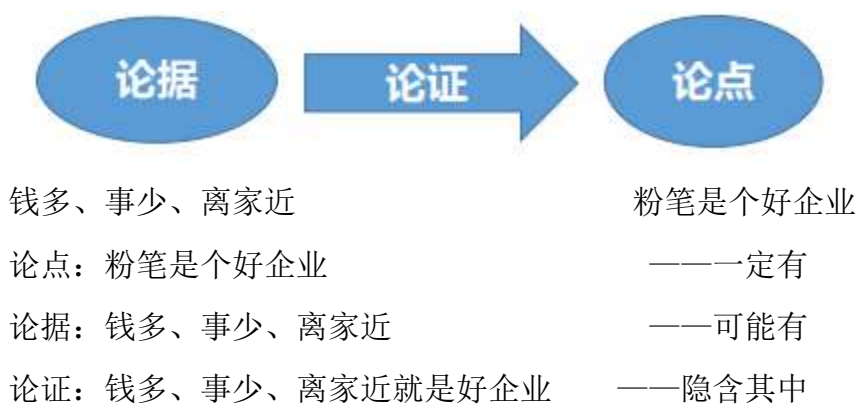 论据 论证 论点
钱多、事少、离家近 粉笔是个好企业
论点：粉笔是个好企业 ——一定有
论据：钱多、事少、离家近 ——可能有
论证：钱多、事少、离家近就是好企业 ——隐含其中